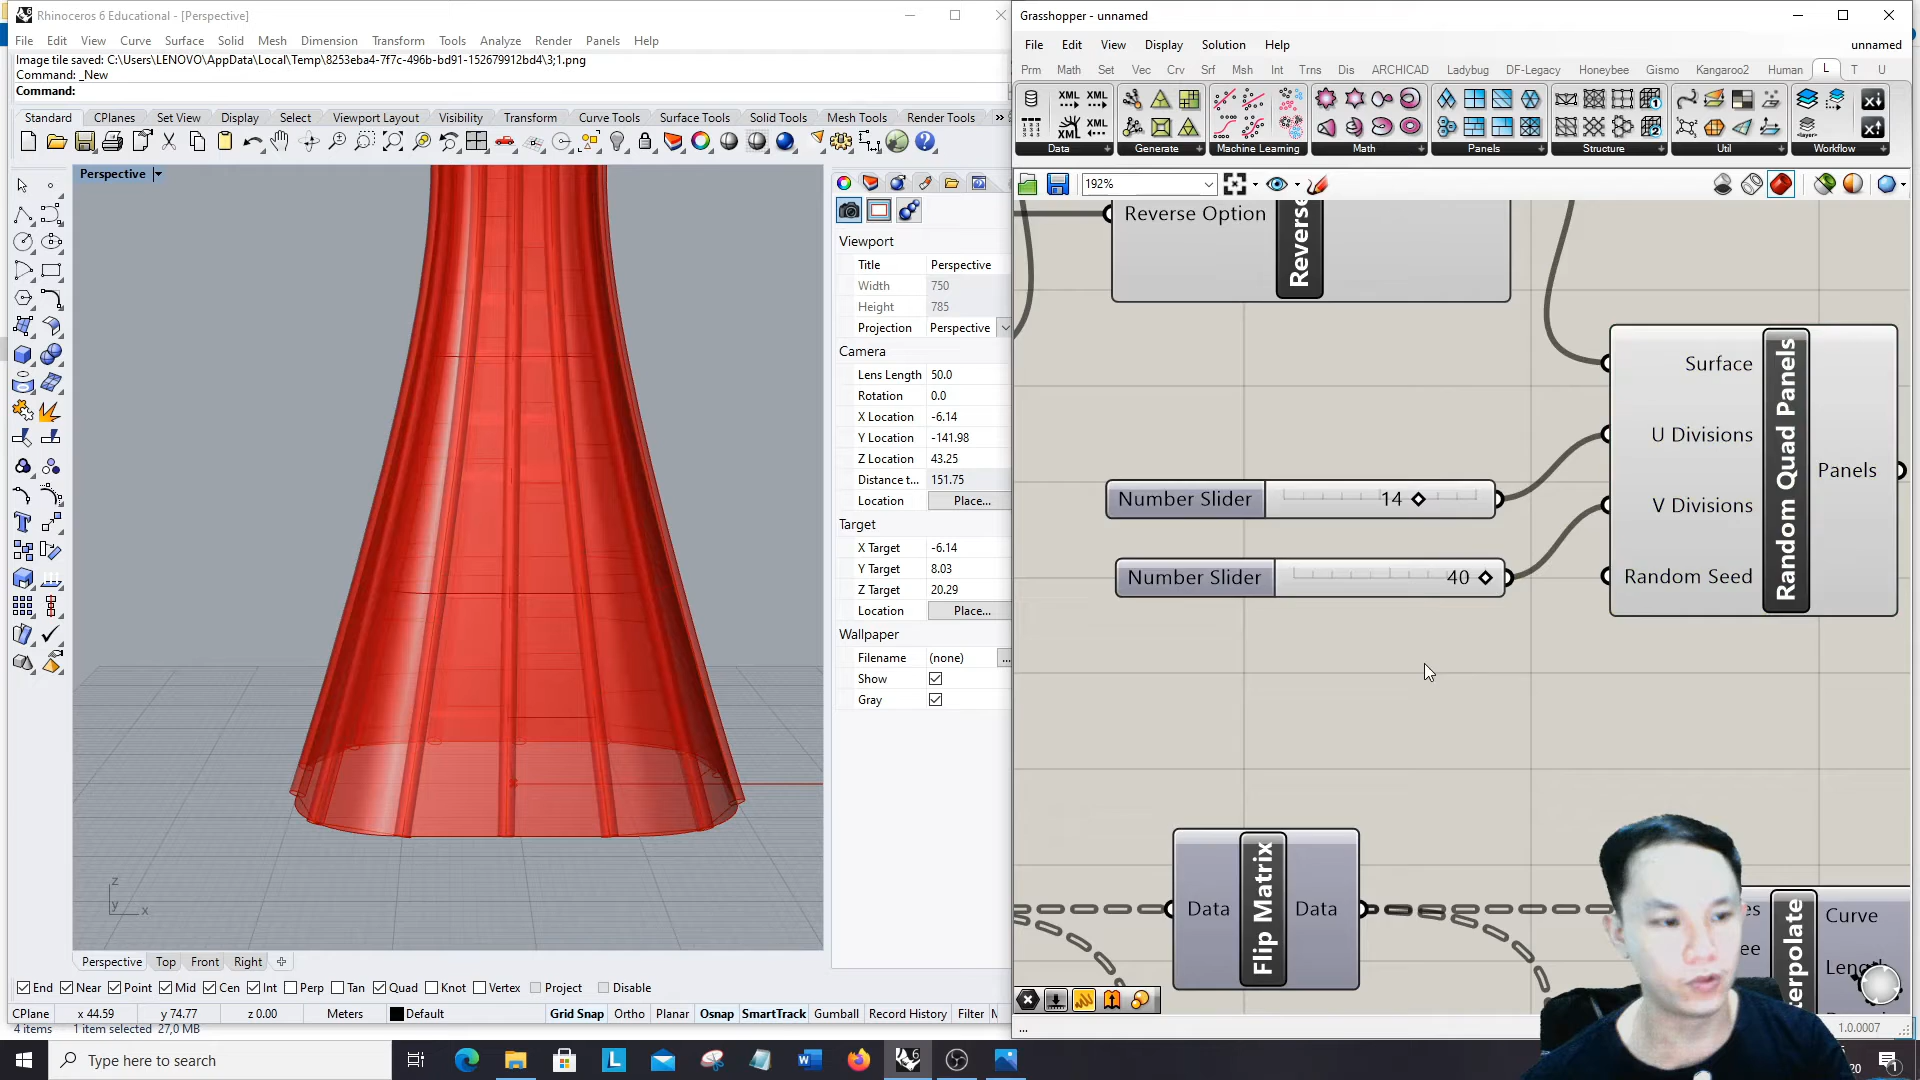 Rhinoceros 6 Educational - [Perspective]
File Edit View Curve Surface Solid Mesh Dimension Transform Tools Analyze Render Panels Help
Image tile saved: C:\Users\LENOVO\AppData\Local\Temp\8253eba4-7f7c-496b-bd91-152679912bd4\3;1.png
Command: _New
Command:
Standard CPlanes Set View Display Select Viewport Layout Visibility Transform Curve Tools Surface Tools Solid Tools Mesh Tools Render Tools
Perspective
Viewport
Title Perspective
Width 750
Height 785
Projection Perspective
Camera
Lens Length 50.0
Rotation 0.0
X Location -6.14
Y Location -141.98
Z Location 43.25
Distance t... 151.75
Location Place...
Target
X Target -6.14
Y Target 8.03
Z Target 20.29
Location Place...
Wallpaper
Filename (none) ...
Show
Gray
z
y
x
Perspective Top Front Right
End Near Point Mid Cen Int Perp Tan Quad Knot Vertex Project Disable
CPlane x 44.59 y 74.77 z 0.00 Meters Default Grid Snap Ortho Planar Osnap SmartTrack Gumball Record History Filter M
4 items 1 item selected 27,0 MB
Grasshopper - unnamed
File Edit View Display Solution Help unnamed
Prm Math Set Vec Crv Srf Msh Int Trns Dis ARCHICAD Ladybug DF-Legacy Honeybee Gismo Kangaroo2 Human L T U
XML XML
XML XML
Data Generate Machine Learning Math Panels Structure Util Workflow
192%
Reverse Option
Reverse
Surface
U Divisions
V Divisions
Random Seed
Random Quad Panels
Panels
Number Slider 14
Number Slider 40
Data
Flip Matrix
Data
Curve
terpolate
...
1.0.0007
Type here to search
20
1